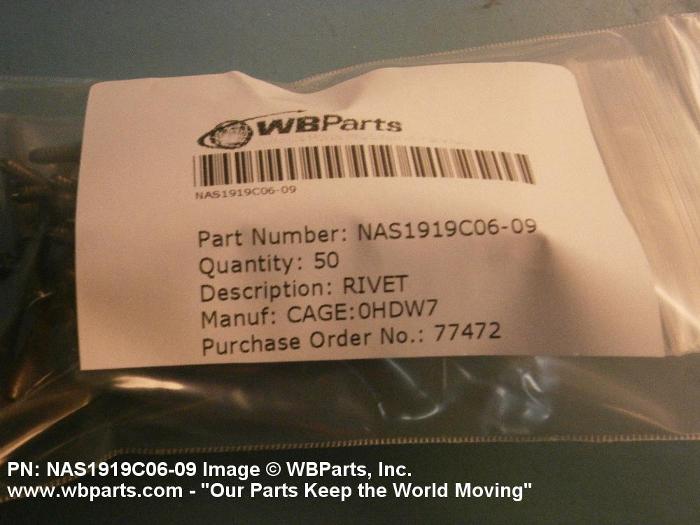 WBParts
NAS1919C06-09
Part Number: NAS1919C06-09
Quantity: 50
Description: RIVET
Manuf: CAGE:0HDW7
Purchase Order No.: 77472
PN: NAS1919C06-09 Image © WBParts, Inc.
www.wbparts.com - "Our Parts Keep the World Moving"